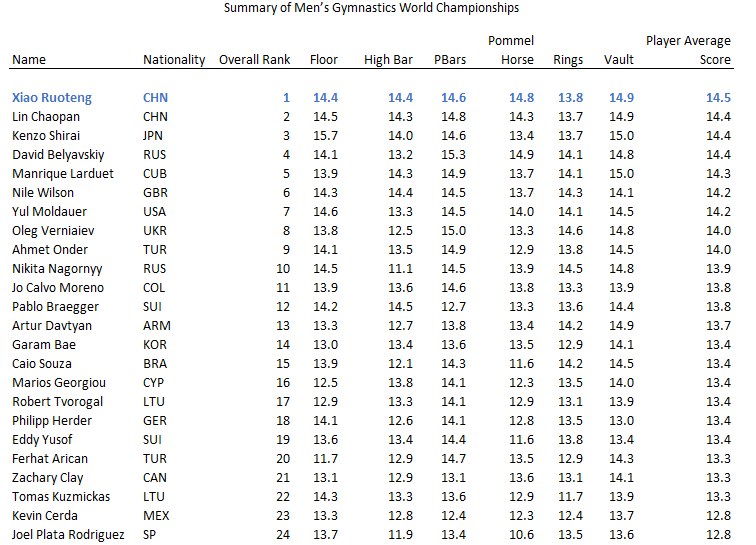 Summary of Men's Gymnastics World Championships
Pommel Player Average
Name Nationality Overall Rank Floor High Bar PBars Horse Rings Vault Score
Xiao Ruoteng CHN 1 14.4 14.4 14.6 14.8 13.8 14.9 14.5
Lin Chaopan CHN 2 14.5 14.3 14.8 14.3 13.7 14.9 14.4
Kenzo Shirai JPN 3 15.7 14.0 14.6 13.4 13.7 15.0 14.4
David Belyavskiy RUS 4 14.1 13.2 15.3 14.9 14.1 14.8 14.4
Manrique Larduet CUB 5 13.9 14.3 14.9 13.7 14.1 15.0 14.3
Nile Wilson GBR 6 14.3 14.4 14.5 13.7 14.3 14.1 14.2
Yul Moldauer USA 7 14.6 13.3 14.5 14.0 14.1 14.5 14.2
Oleg Verniaiev UKR 8 13.8 12.5 15.0 13.3 14.6 14.8 14.0
Ahmet Onder TUR 9 14.1 13.5 14.9 12.9 13.8 14.5 14.0
Nikita Nagornyy RUS 10 14.5 11.1 14.5 13.9 14.5 14.8 13.9
Jo Calvo Moreno COL 11 13.9 13.6 14.6 13.8 13.3 13.9 13.8
Pablo Braegger SUI 12 14.2 14.5 12.7 13.3 13.6 14.4 13.8
Artur Davtyan ARM 13 13.3 12.7 13.8 13.4 14.2 14.9 13.7
Garam Bae KOR 14 13.0 13.4 13.6 13.5 12.9 14.1 13.4
Caio Souza BRA 15 13.9 12.1 14.3 11.6 14.2 14.5 13.4
Marios Georgiou CYP 16 12.5 13.8 14.1 12.3 13.5 14.0 13.4
Robert Tvorogal LTU 17 12.9 13.3 14.1 12.9 13.1 13.9 13.4
Philipp Herder GER 18 14.1 12.6 14.1 12.8 13.5 13.0 13.4
Eddy Yusof SUI 19 13.6 13.4 14.4 11.6 13.8 13.4 13.4
Ferhat Arican TUR 20 11.7 12.9 14.7 13.5 12.9 14.3 13.3
Zachary Clay CAN 21 13.1 12.9 13.1 13.6 13.1 14.1 13.3
Tomas Kuzmickas LTU 22 14.3 13.3 13.6 12.9 11.7 13.9 13.3
Kevin Cerda MEX 23 13.3 12.8 12.4 12.1 12.4 13.7 12.8
Joel Plata Rodriguez SP 24 13.7 11.9 13.4 10.6 13.5 13.6 12.8